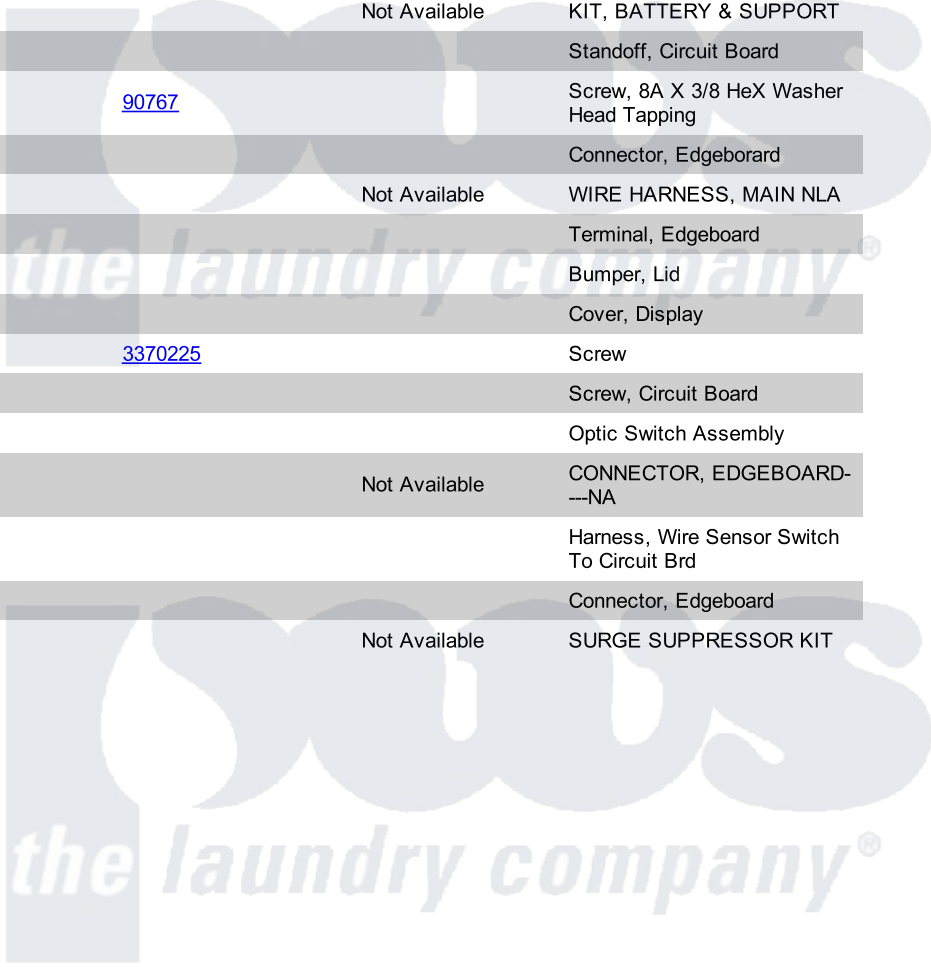 Not Available KIT, BATTERY & SUPPORT
Standoff, Circuit Board
90767 Screw, 8A X 3/8 HeX Washer
Head Tapping
Connector, Edgeborard
Not Available WIRE HARNESS, MAIN NLA
Terminal, Edgeboard
Bumper, Lid
Cover, Display
3370225 Screw
Screw, Circuit Board
Optic Switch Assembly
Not Available CONNECTOR, EDGEBOARD-
---NA
Harness, Wire Sensor Switch
To Circuit Brd
Connector, Edgeboard
Not Available SURGE SUPPRESSOR KIT
pws
the laundry company®
pws
the laundry company®